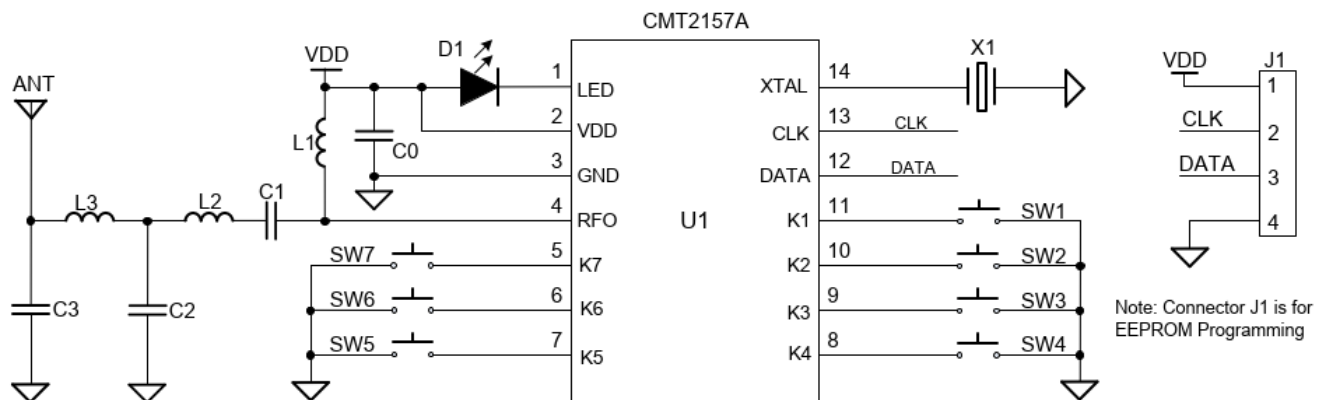 CMT2157A
ANT
VDD
D1
L1
C0
L3
L2
C1
C3
C2
1
LED
2
VDD
3
GND
4
RFO
SW7
5
K7
SW6
6
K6
SW5
7
K5
U1
14
XTAL
X1
13
CLK
CLK
12
DATA
DATA
11
K1
SW1
10
K2
SW2
9
K3
SW3
8
K4
SW4
VDD
J1
1
CLK
2
DATA
3
4
Note: Connector J1 is for
EEPROM Programming